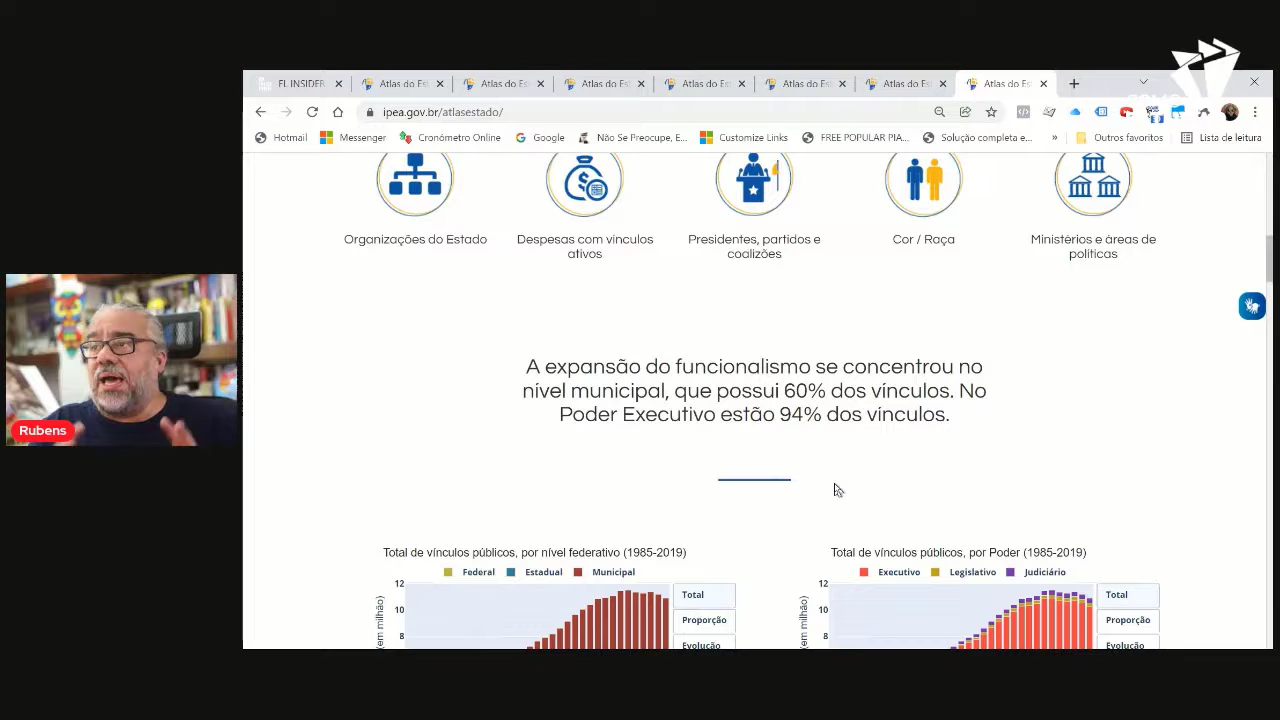 FL INSIDER
Atlas do Es
Atlas do Es
Atlas do Es
Atlas do Es
Atlas do Es
Atlas do Es
Atlas do Es
ipea.gov.br/atlasestado/
Hotmail
Messenger
Cronómetro Online
Google
Não Se Preocupe, E...
Customize Links
FREE POPULAR PIA...
Solução completa e...
»
Outros favoritos
Lista de leitura
Organizações do Estado
Despesas com vínculos
ativos
Presidentes, partidos e
coalizões
Cor / Raça
Ministérios e áreas de
políticas
A expansão do funcionalismo se concentrou no
nível municipal, que possui 60% dos vínculos. No
Poder Executivo estão 94% dos vínculos.
Rubens
Total de vínculos públicos, por nível federativo (1985-2019)
Federal Estadual Municipal
12
10
8
(em milhão)
Total
Proporção
Evolução
Total de vínculos públicos, por Poder (1985-2019)
Executivo Legislativo Judiciário
12
10
8
(em milhão)
Total
Proporção
Evolução